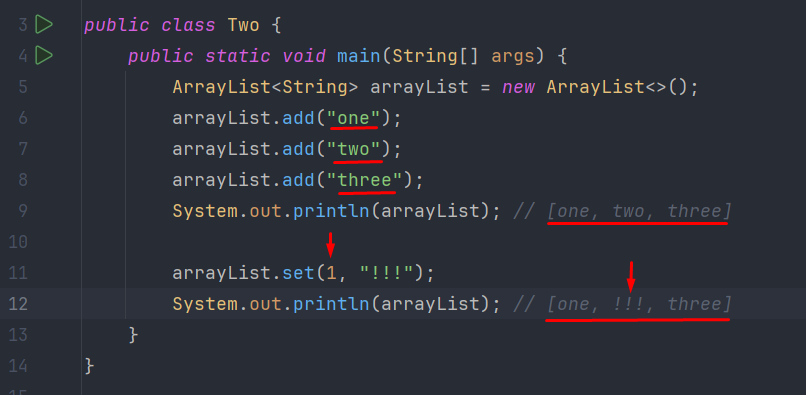 3 public class Two {
4 public static void main(String[] args) {
5 ArrayList<String> arrayList = new ArrayList<>();
6 arrayList.add("one");
7 arrayList.add("two");
8 arrayList.add("three");
9 System.out.println(arrayList); // [one, two, three]
10
11 arrayList.set(1, "!!!");
12 System.out.println(arrayList); // [one, !!!, three]
13 }
14 }
15